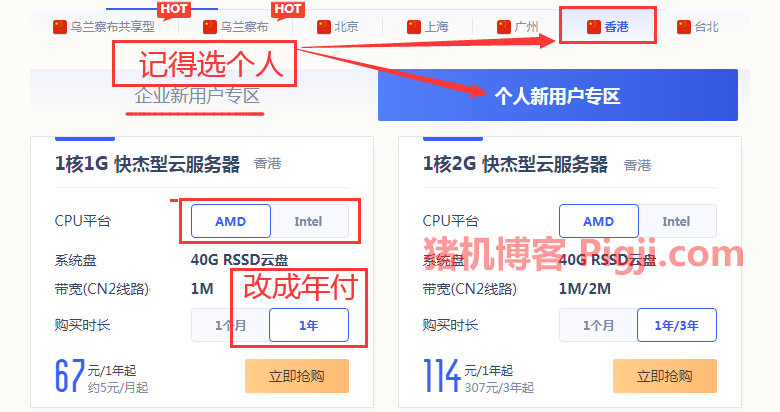 HOT
HOT
乌兰察布共享型
乌兰察布
北京
上海
广州
香港
台北
记得选个人
企业新用户专区
个人新用户专区
1核1G 快杰型云服务器 香港
CPU平台 AMD Intel
系统盘 40G RSSD云盘
带宽(CN2线路) 1M
改成年付
购买时长 1个月 1年
67 元/1年起
约5元/月起
立即抢购
1核2G 快杰型云服务器 香港
CPU平台 AMD Intel
猪机博客 Pigji.com
系统盘 40G RSSD云盘
带宽(CN2线路) 1M/2M
购买时长 1个月 1年/3年
114 元/1年起
307元/3年起
立即抢购